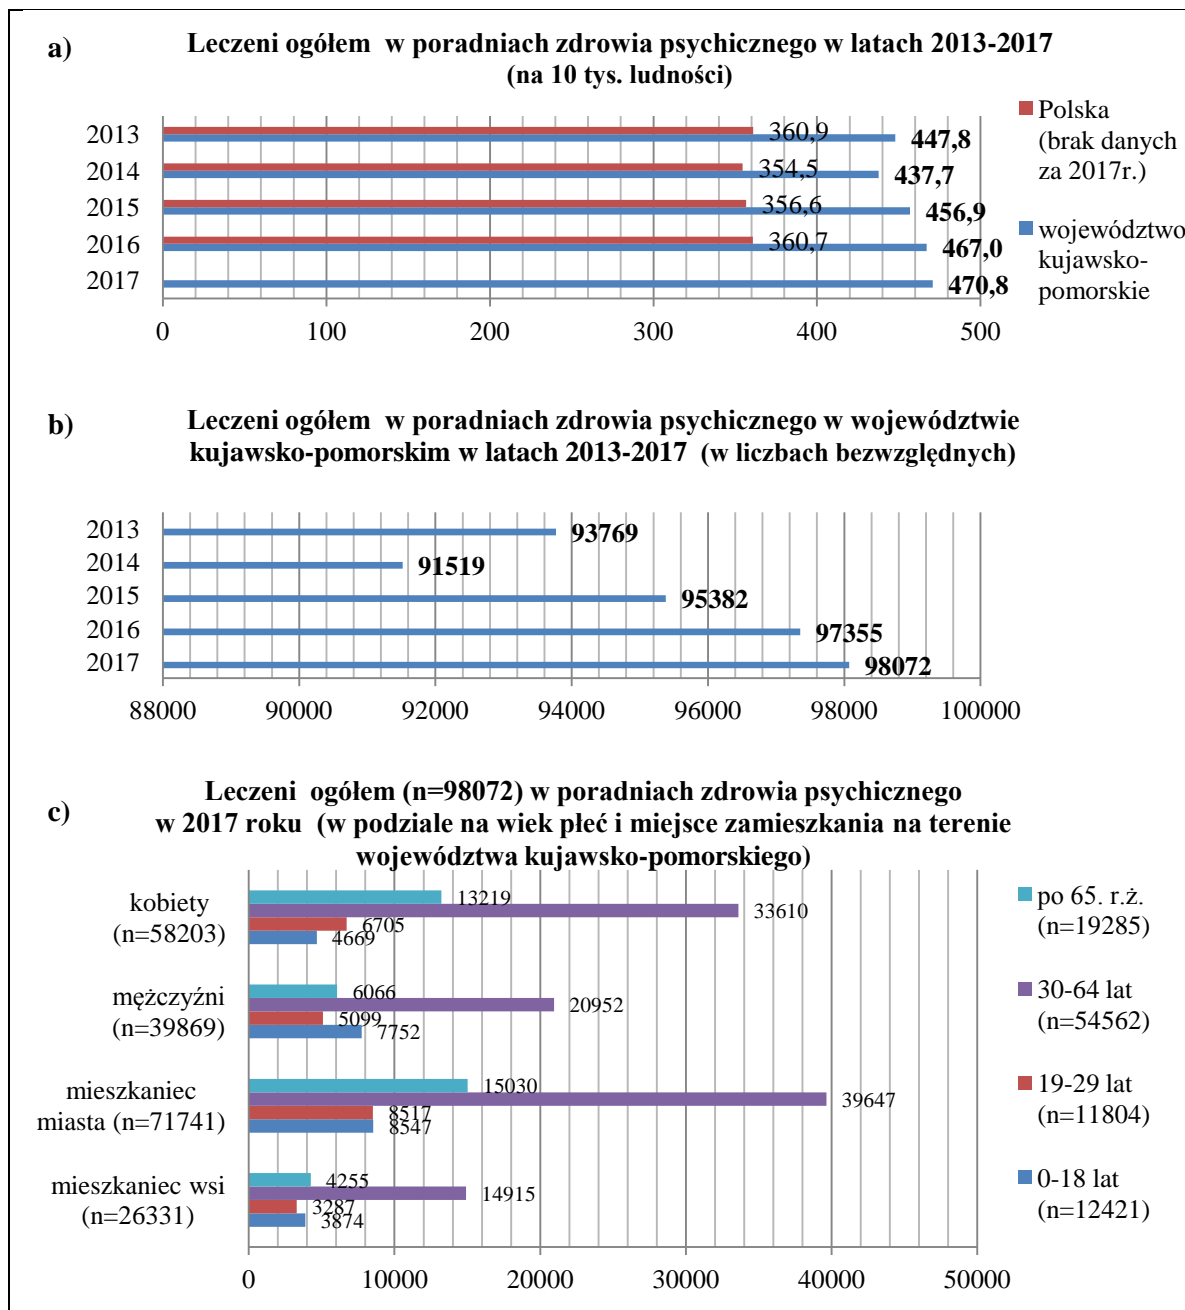 a)
Leczeni ogółem w poradniach zdrowia psychicznego w latach 2013-2017
(na 10 tys. ludności)
2013
360,9
447,8
2014
354,5
437,7
2015
356,6
456,9
2016
360,7
467,0
2017
470,8
0 100 200 300 400 500
Polska
(brak danych
za 2017r.)
województwo
kujawsko-
pomorskie
b)
Leczeni ogółem w poradniach zdrowia psychicznego w województwie
kujawsko-pomorskim w latach 2013-2017 (w liczbach bezwzględnych)
2013
93769
2014
91519
2015
95382
2016
97355
2017
98072
88000 90000 92000 94000 96000 98000 100000
c)
Leczeni ogółem (n=98072) w poradniach zdrowia psychicznego
w 2017 roku (w podziale na wiek płeć i miejsce zamieszkania na terenie
województwa kujawsko-pomorskiego)
kobiety
(n=58203)
13219
33610
6705
4669
mężczyźni
(n=39869)
6066
20952
5099
7752
mieszkaniec
miasta (n=71741)
15030
39647
8517
8547
mieszkaniec wsi
(n=26331)
4255
14915
3287
3874
0 10000 20000 30000 40000 50000
po 65. r.ż.
(n=19285)
30-64 lat
(n=54562)
19-29 lat
(n=11804)
0-18 lat
(n=12421)